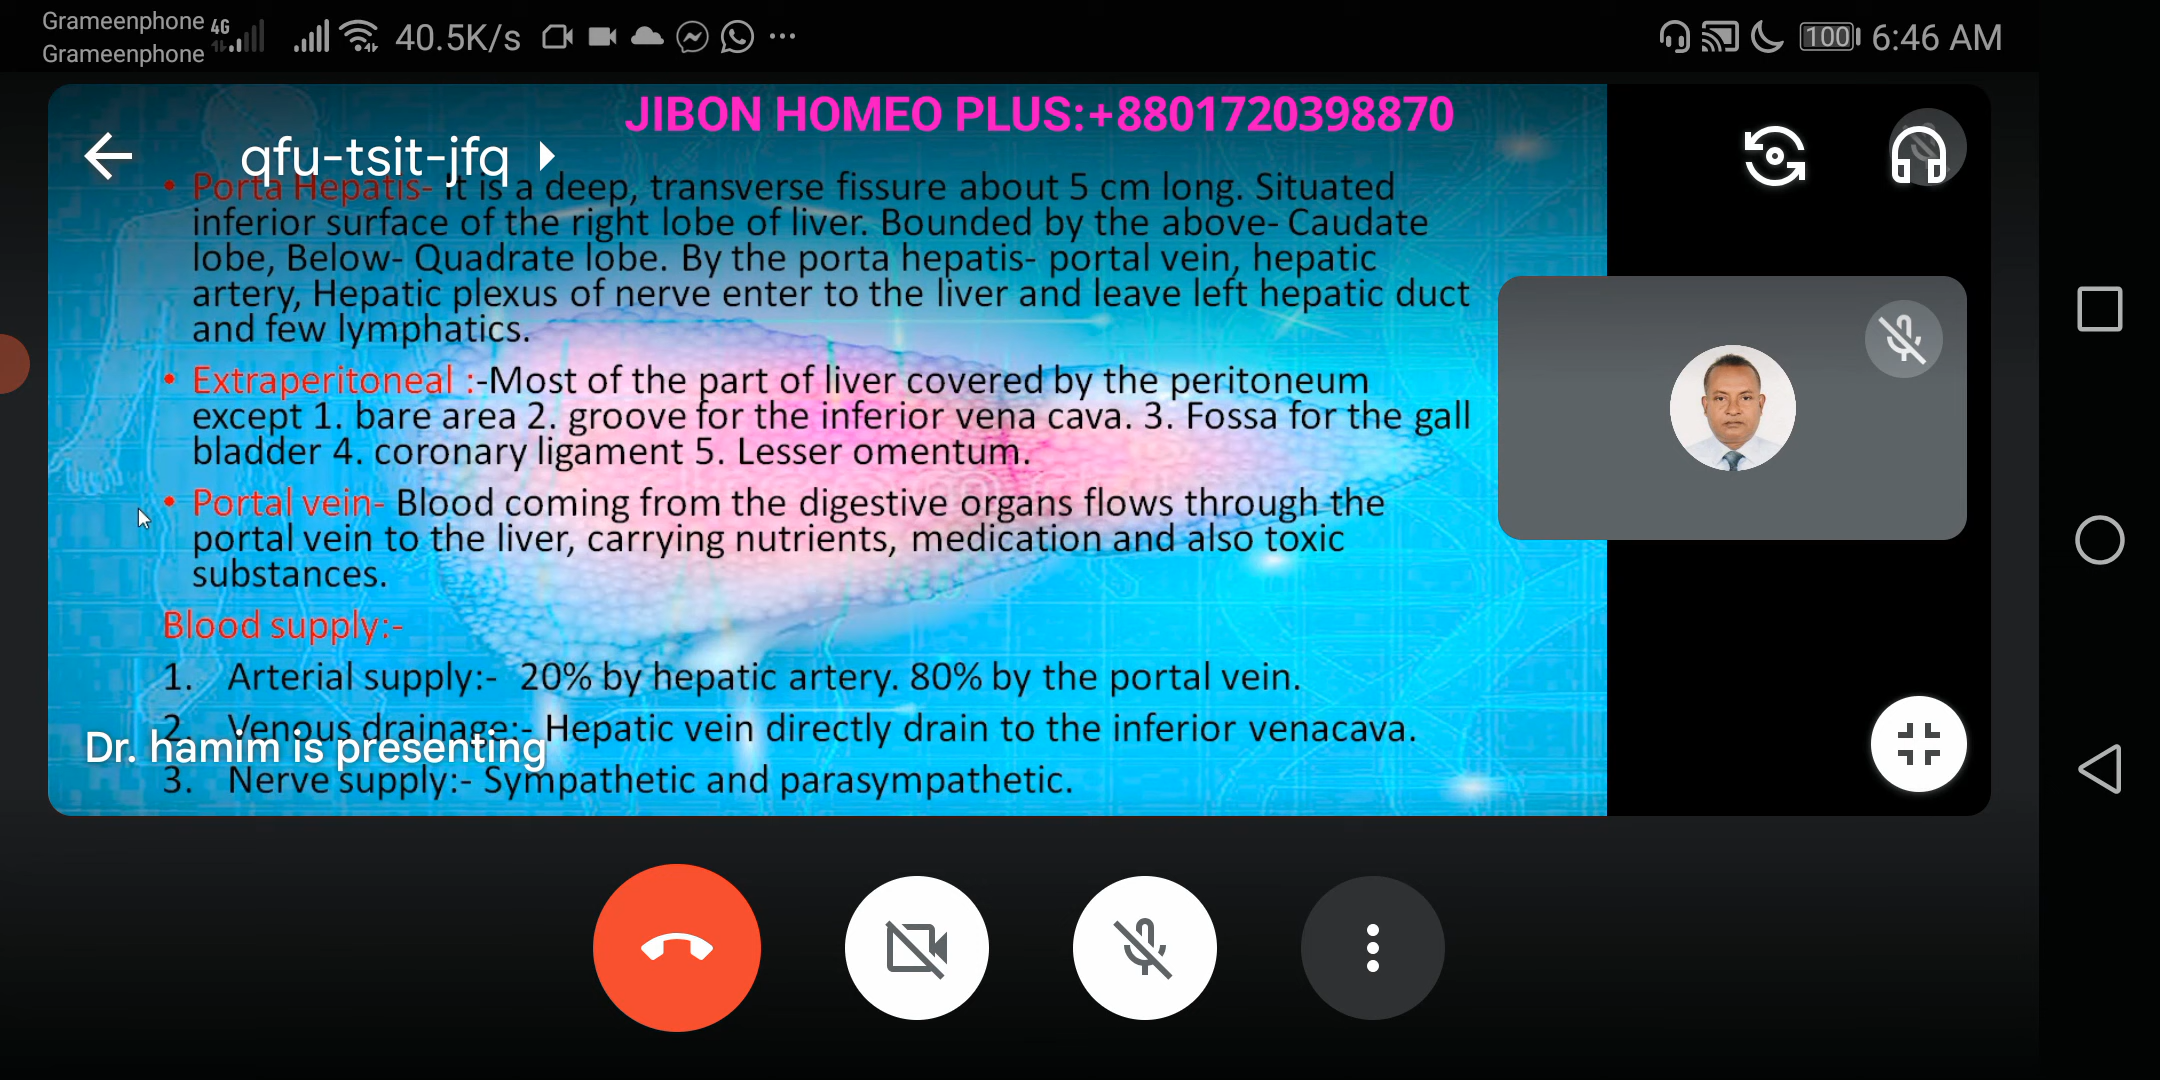 Grameenphone 4G
Grameenphone
40.5K/s
100
6:46 AM
JIBON HOMEO PLUS:+8801720398870
qfu-tsit-jfq
• Porta Hepatis- It is a deep, transverse fissure about 5 cm long. Situated
inferior surface of the right lobe of liver. Bounded by the above- Caudate
lobe, Below- Quadrate lobe. By the porta hepatis- portal vein, hepatic
artery, Hepatic plexus of nerve enter to the liver and leave left hepatic duct
and few lymphatics.
• Extraperitoneal :-Most of the part of liver covered by the peritoneum
except 1. bare area 2. groove for the inferior vena cava. 3. Fossa for the gall
bladder 4. coronary ligament 5. Lesser omentum.
• Portal vein- Blood coming from the digestive organs flows through the
portal vein to the liver, carrying nutrients, medication and also toxic
substances.
Blood supply:-
1. Arterial supply:- 20% by hepatic artery. 80% by the portal vein.
2. Venous drainage:- Hepatic vein directly drain to the inferior venacava.
Dr. hamim is presenting
3. Nerve supply:- Sympathetic and parasympathetic.